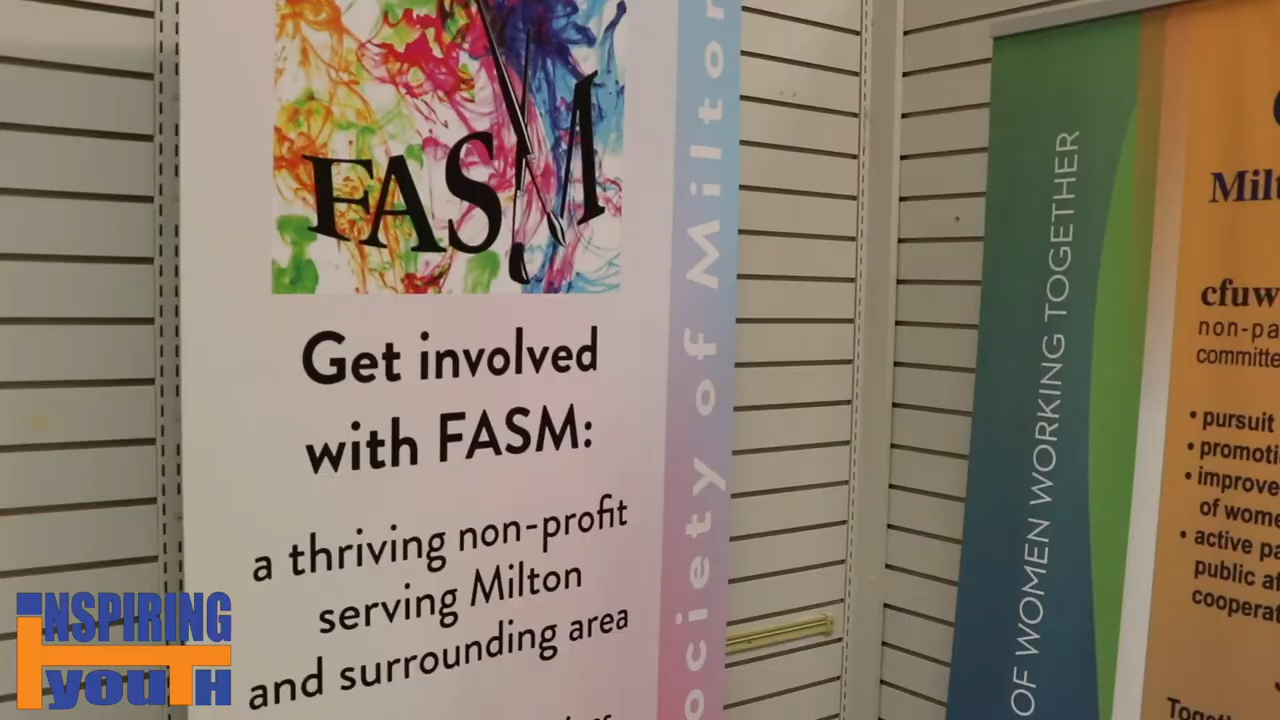 FASM
Get involved
with FASM:
a thriving non-profit
serving Milton
and surrounding area
ociety of Milton
OF WOMEN WORKING TOGETHER
cfuw
non-pa
committe
• pursuit
• promoti
• improve
of wome
• active pa
public af
cooperat
INSPIRING
youTH